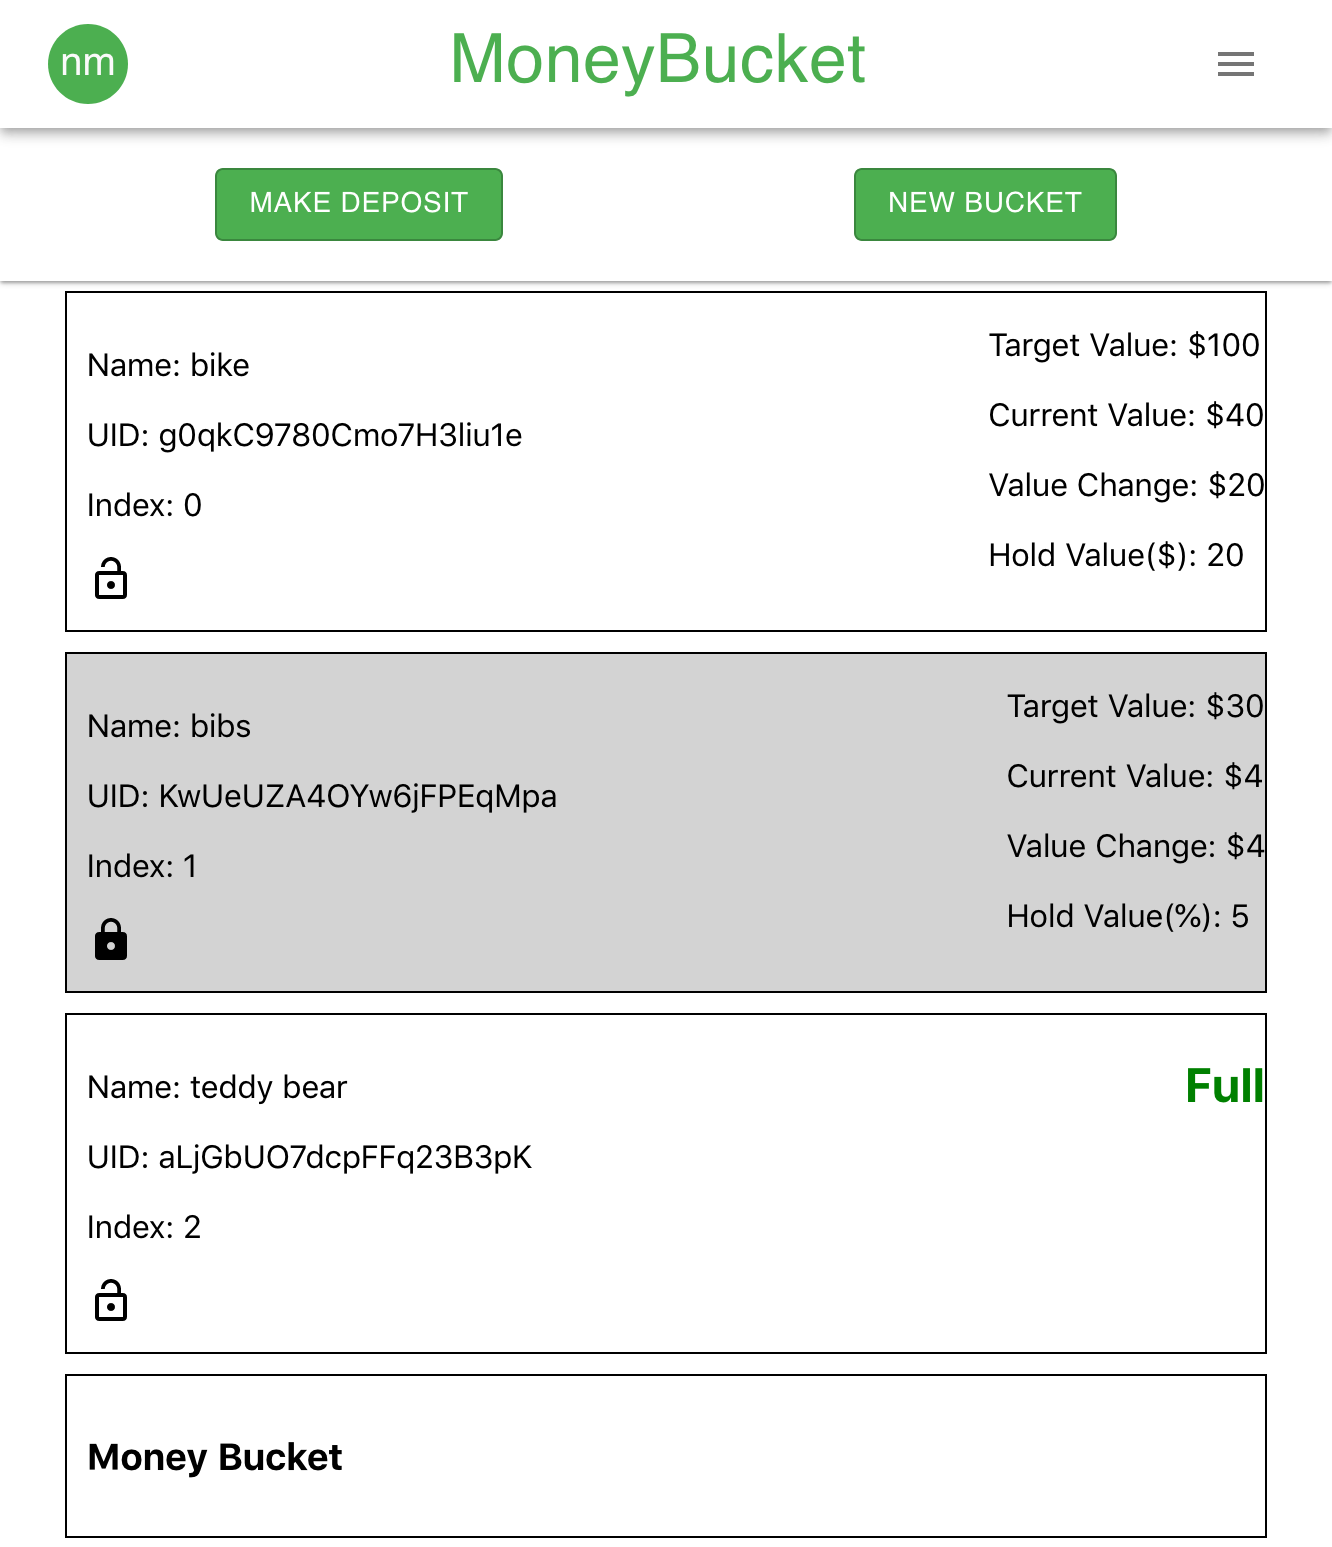 nm
MoneyBucket
MAKE DEPOSIT
NEW BUCKET
Name: bike
UID: g0qkC9780Cmo7H3liu1e
Index: 0
Target Value: $100
Current Value: $40
Value Change: $20
Hold Value($): 20
Name: bibs
UID: KwUeUZA4OYw6jFPEqMpa
Index: 1
Target Value: $30
Current Value: $4
Value Change: $4
Hold Value(%): 5
Name: teddy bear
UID: aLjGbUO7dcpFFq23B3pK
Index: 2
Full
Money Bucket